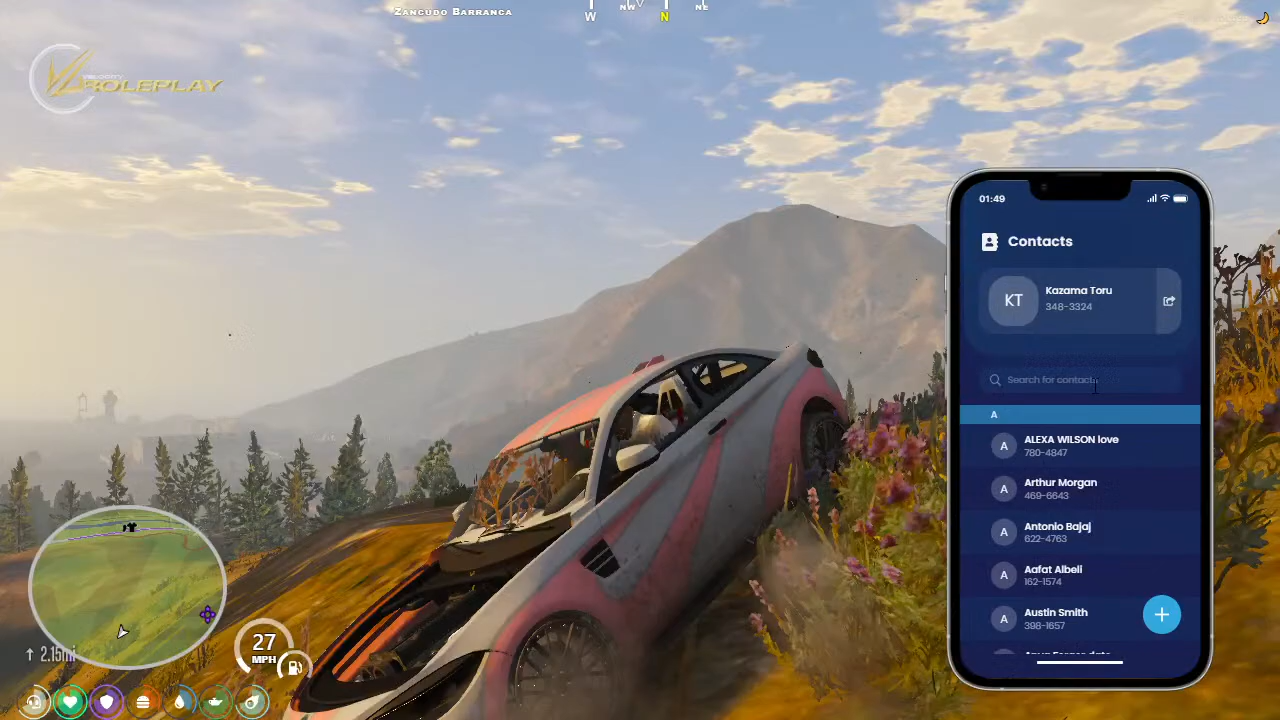 ZANCUDO BARRANCA
W
NW
N
NE
VELOCITY
ROLEPLAY
01:49
Contacts
KT
Kazama Toru
348-3324
Search for contacts
A
A
ALEXA WILSON love
780-4847
A
Arthur Morgan
469-6643
A
Antonio Bajaj
622-4763
A
Aafat Albeli
162-1574
A
Austin Smith
398-1657
+
↑ 2.15mi
27
MPH